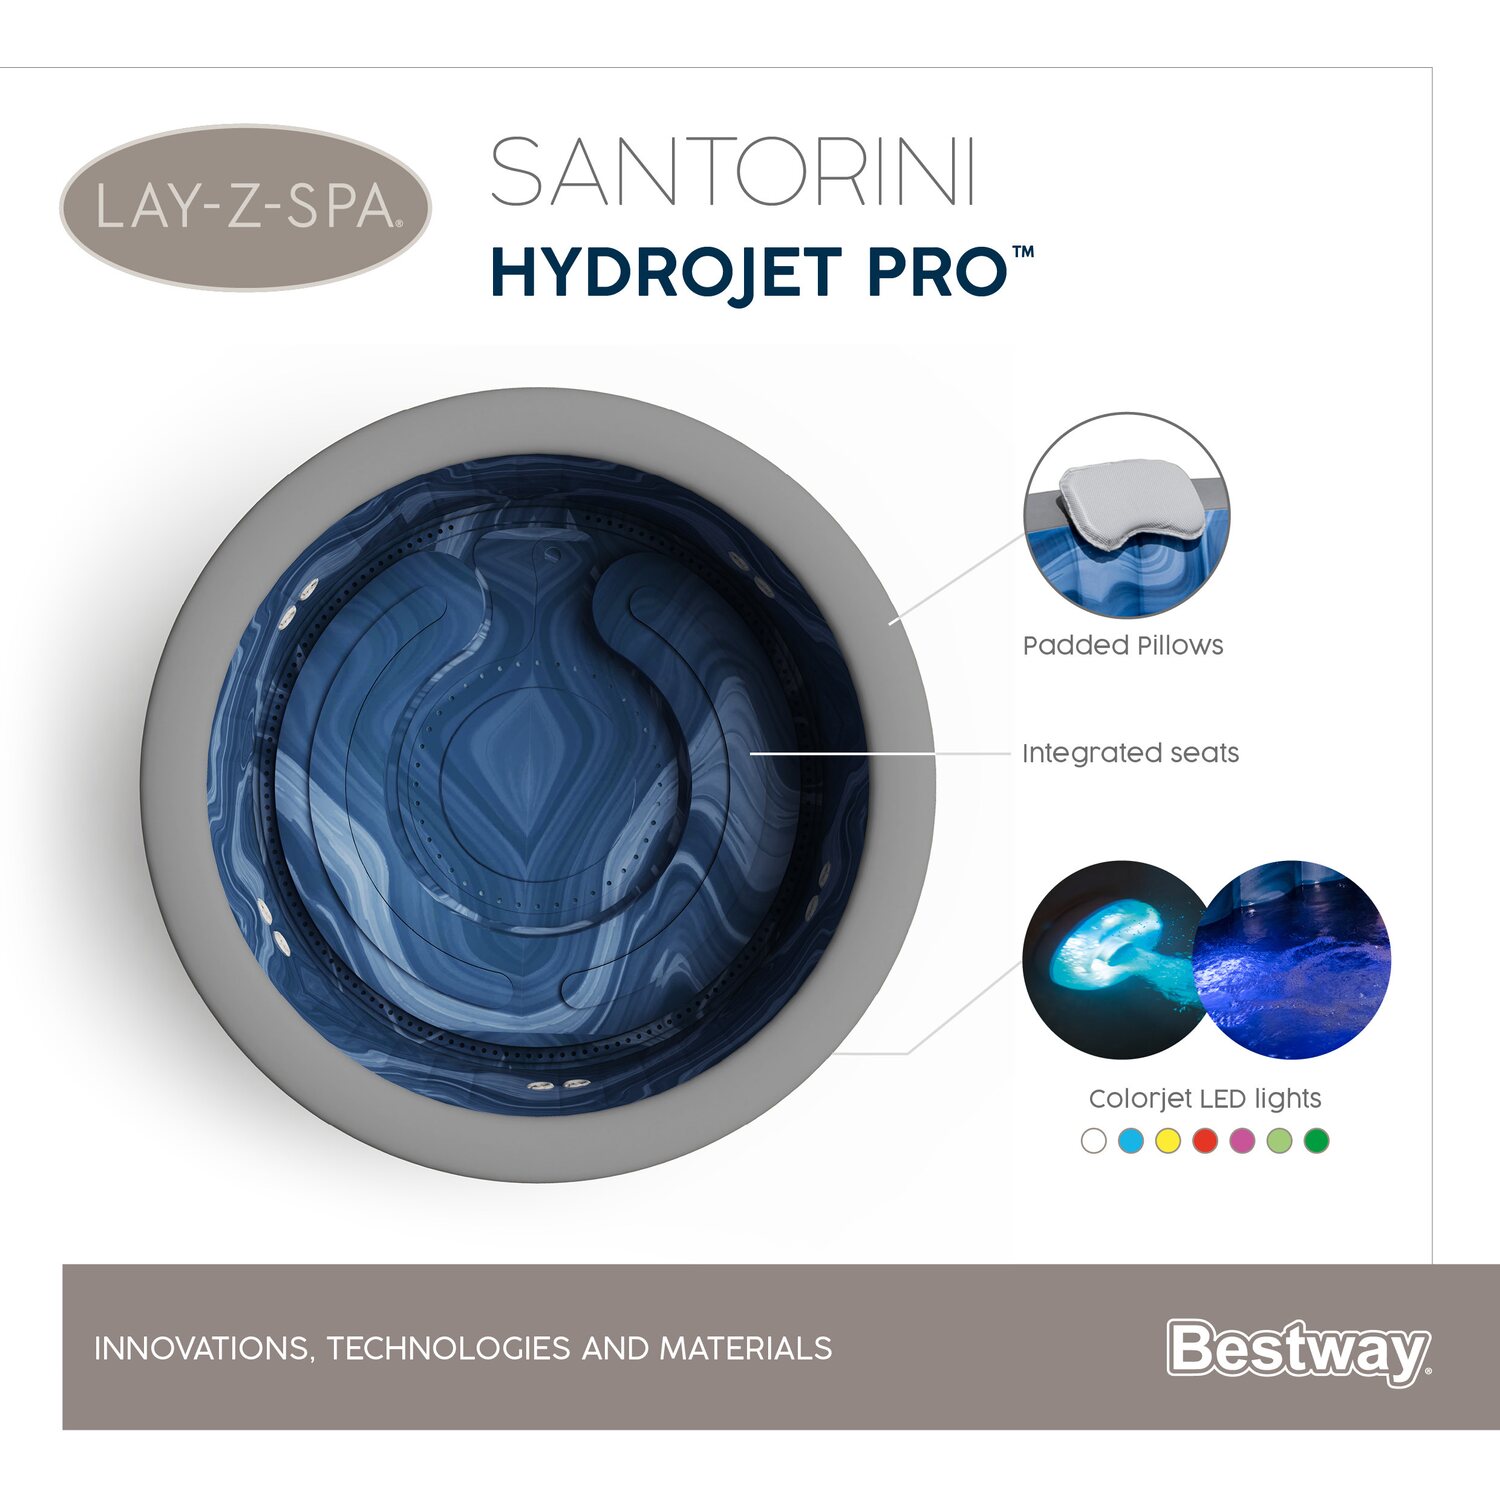 LAY-Z-SPA®
SANTORINI
HYDROJET PRO™
Padded Pillows
Integrated seats
Colorjet LED lights
INNOVATIONS, TECHNOLOGIES AND MATERIALS
Bestway®